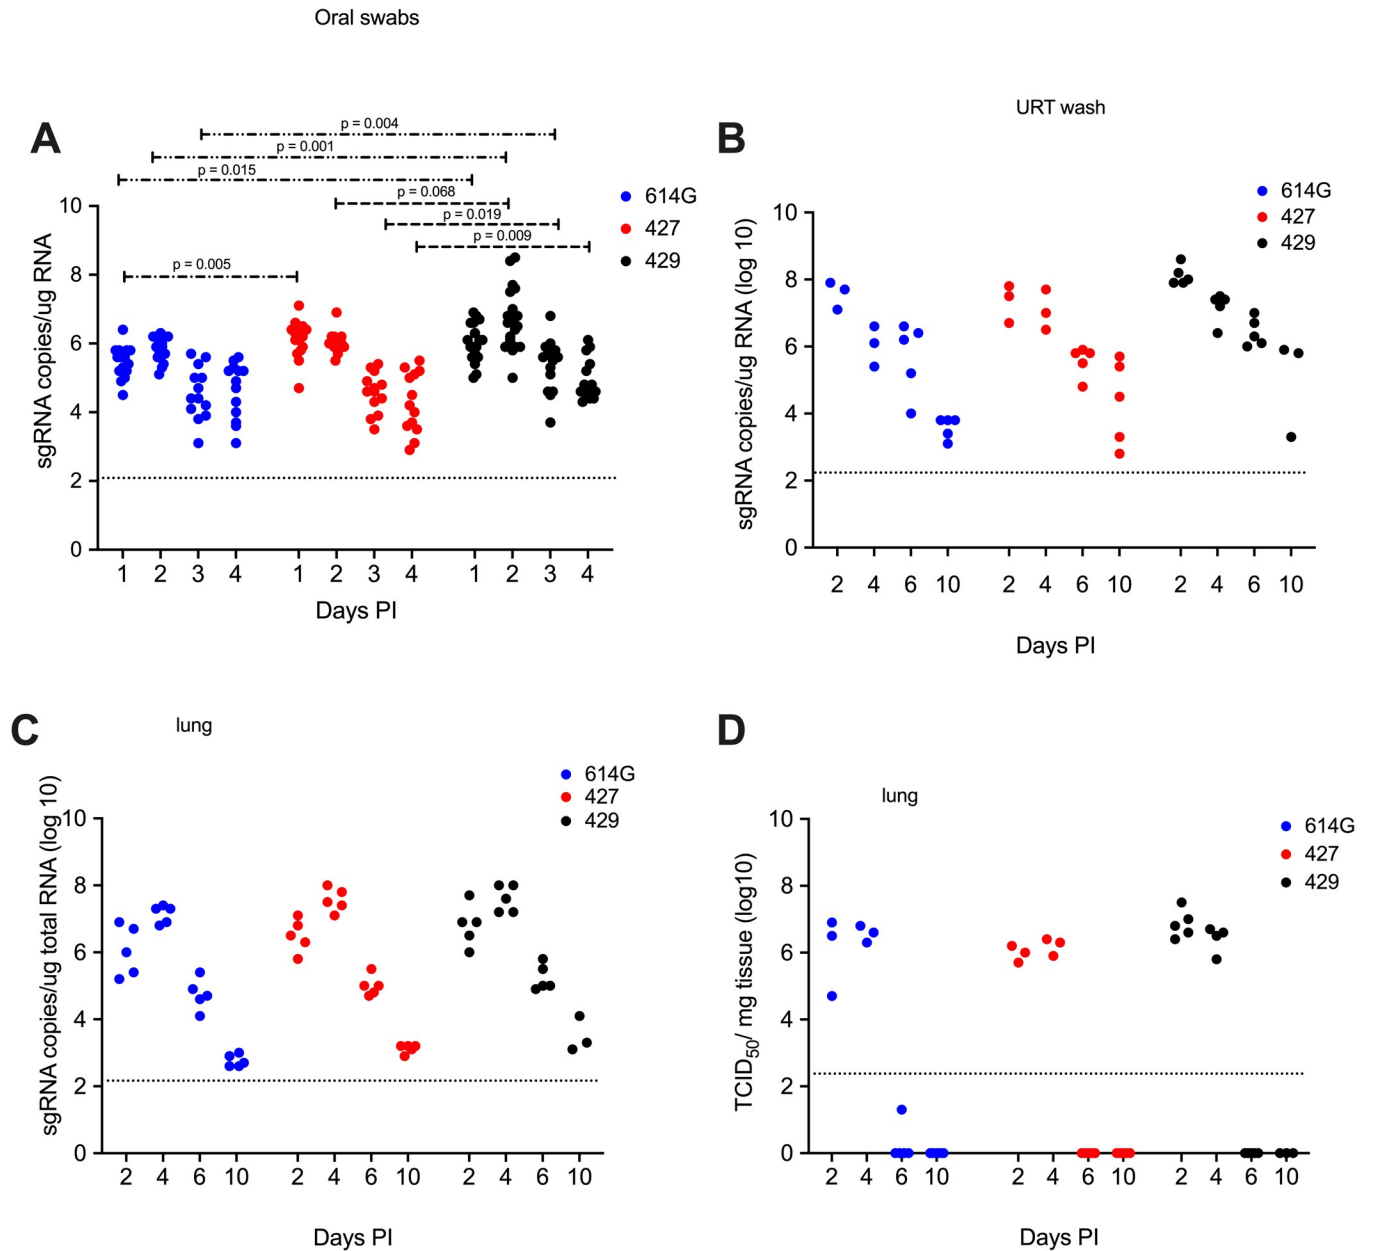 Oral swabs
A
p = 0.004
p = 0.001
p = 0.015
p = 0.068
p = 0.019
p = 0.009
p = 0.005
614G
427
429
sgRNA copies/ug RNA
10
8
6
4
2
0
1 2 3 4 1 2 3 4 1 2 3 4
Days PI
URT wash
B
614G
427
429
sgRNA copies/ug RNA (log 10)
10
8
6
4
2
0
2 4 6 10 2 4 6 10 2 4 6 10
Days PI
C
lung
614G
427
429
sgRNA copies/ug total RNA (log 10)
10
8
6
4
2
0
2 4 6 10 2 4 6 10 2 4 6 10
Days PI
D
lung
614G
427
429
TCID50/ mg tissue (log10)
10
8
6
4
2
0
2 4 6 10 2 4 6 10 2 4 6 10
Days PI